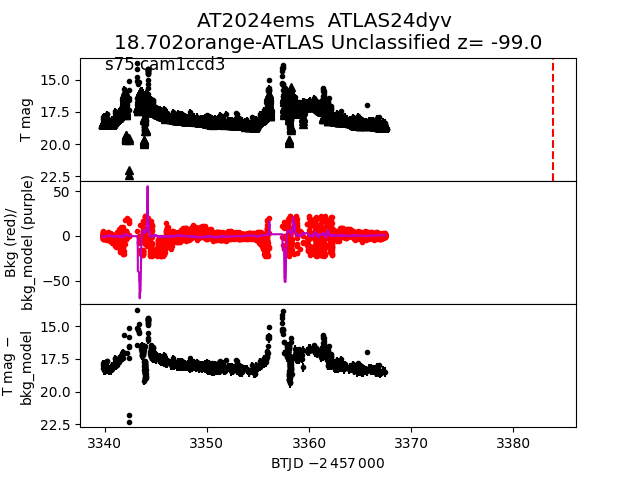 AT2024ems  ATLAS24dyv
18.702orange-ATLAS Unclassified z= -99.0
s75 cam1ccd3
T mag
15.0
17.5
20.0
22.5
Bkg (red)/
bkg_model (purple)
50
0
−50
T mag −
bkg_model
15.0
17.5
20.0
22.5
3340 3350 3360 3370 3380
BTJD −2 457 000